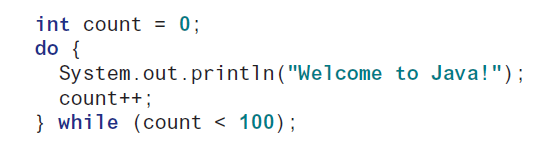 int count = 0;
do {
  System.out.println("Welcome to Java!");
  count++;
} while (count < 100);